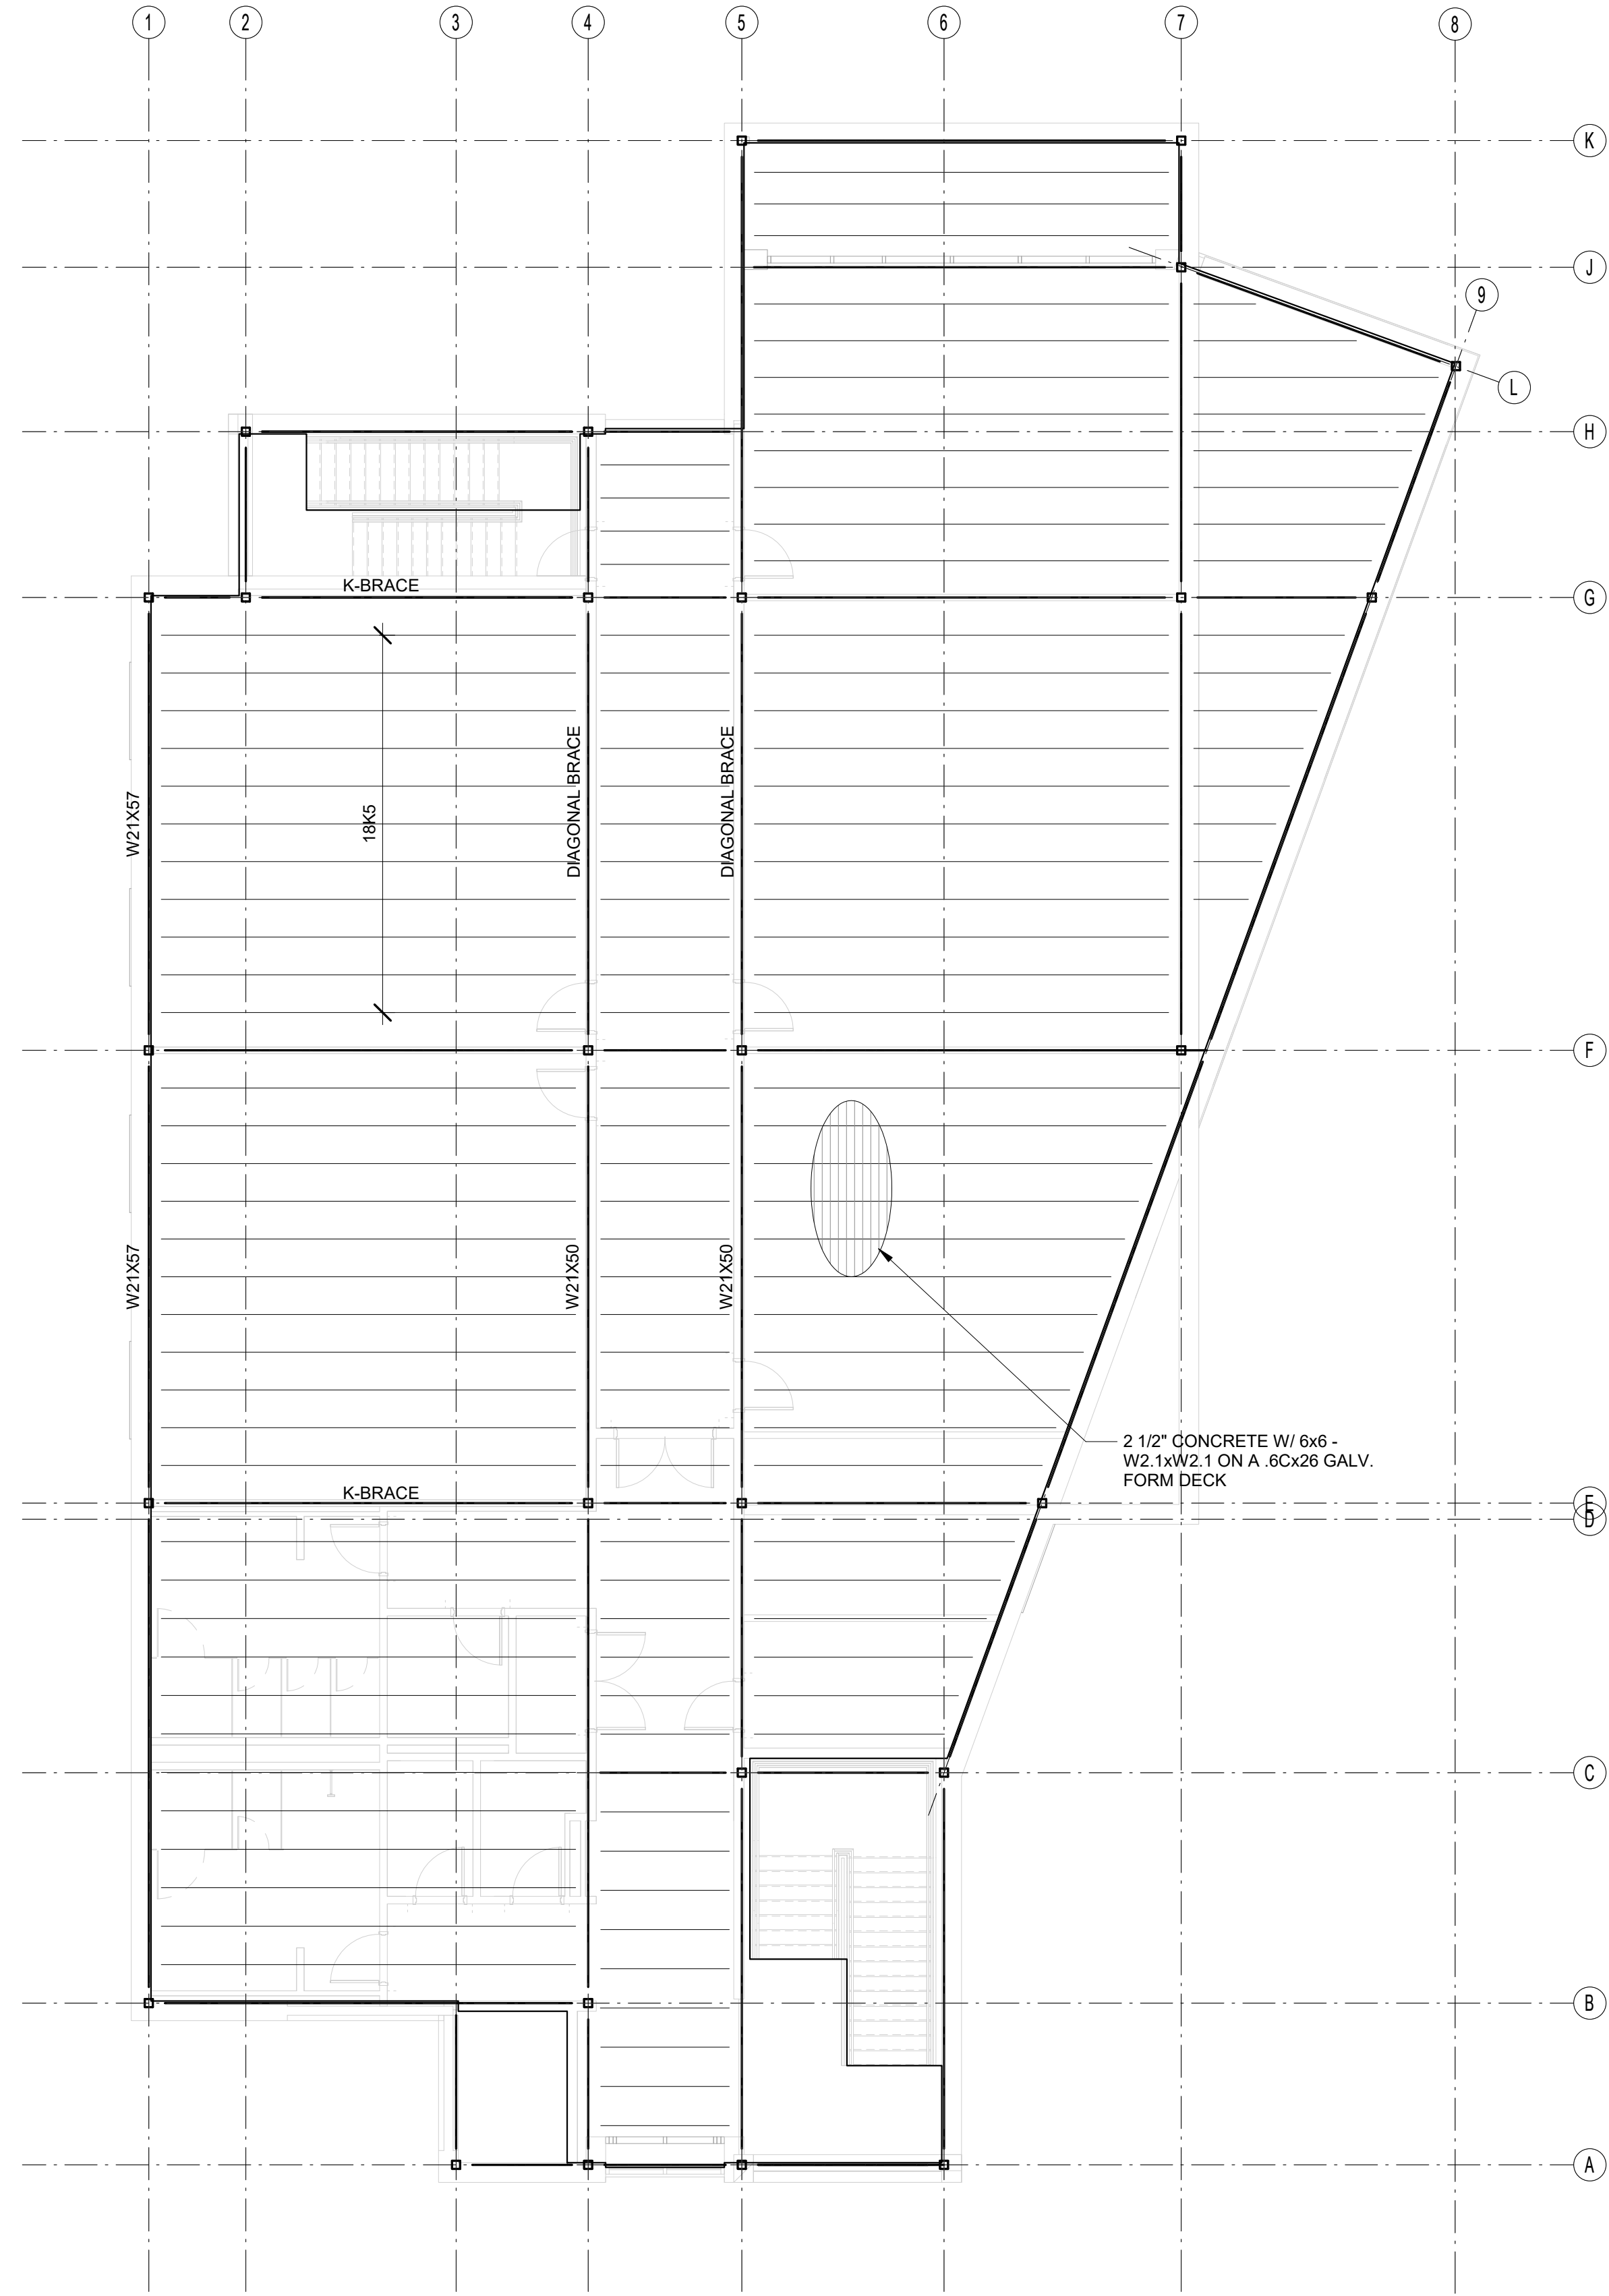 1
2
3
4
5
6
7
8
K
J
9
L
H
K-BRACE
G
W21X57
18K5
DIAGONAL BRACE
DIAGONAL BRACE
F
W21X57
W21X50
W21X50
2 1/2" CONCRETE W/ 6x6 -
W2.1xW2.1 ON A .6Cx26 GALV.
FORM DECK
K-BRACE
E
D
C
B
A